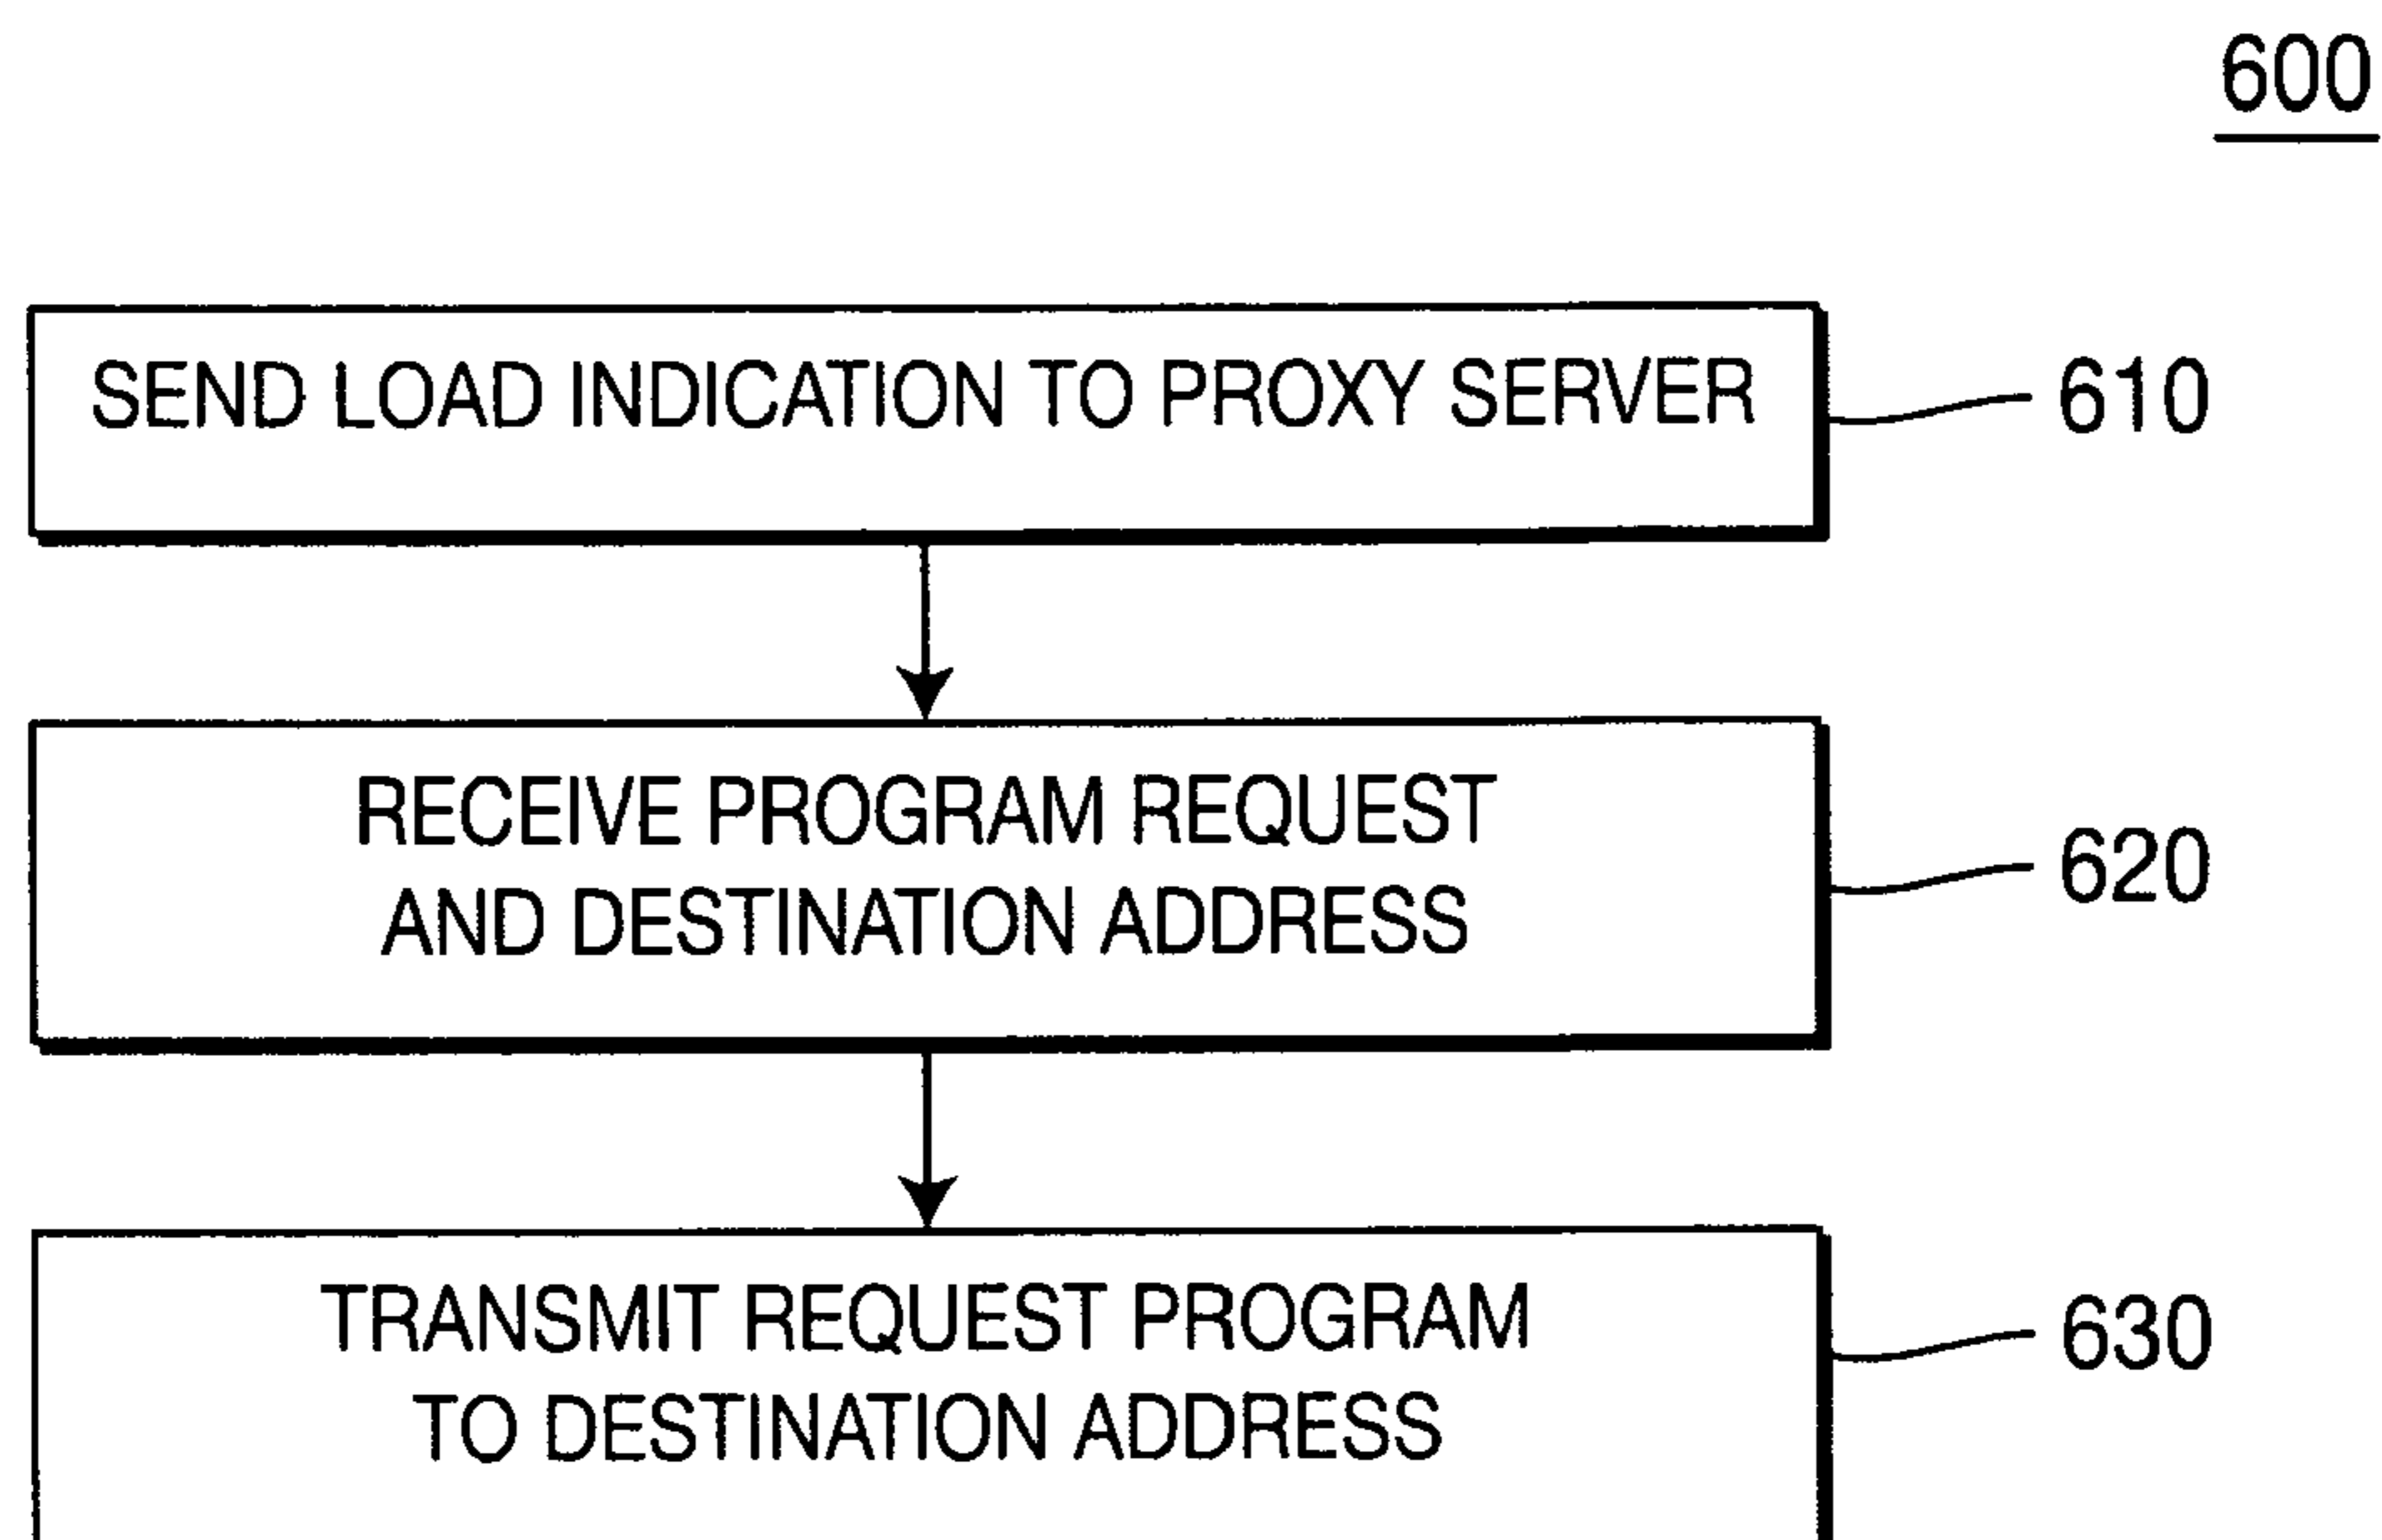 600
SEND LOAD INDICATION TO PROXY SERVER
610
RECEIVE PROGRAM REQUEST
AND DESTINATION ADDRESS
620
TRANSMIT REQUEST PROGRAM
TO DESTINATION ADDRESS
630